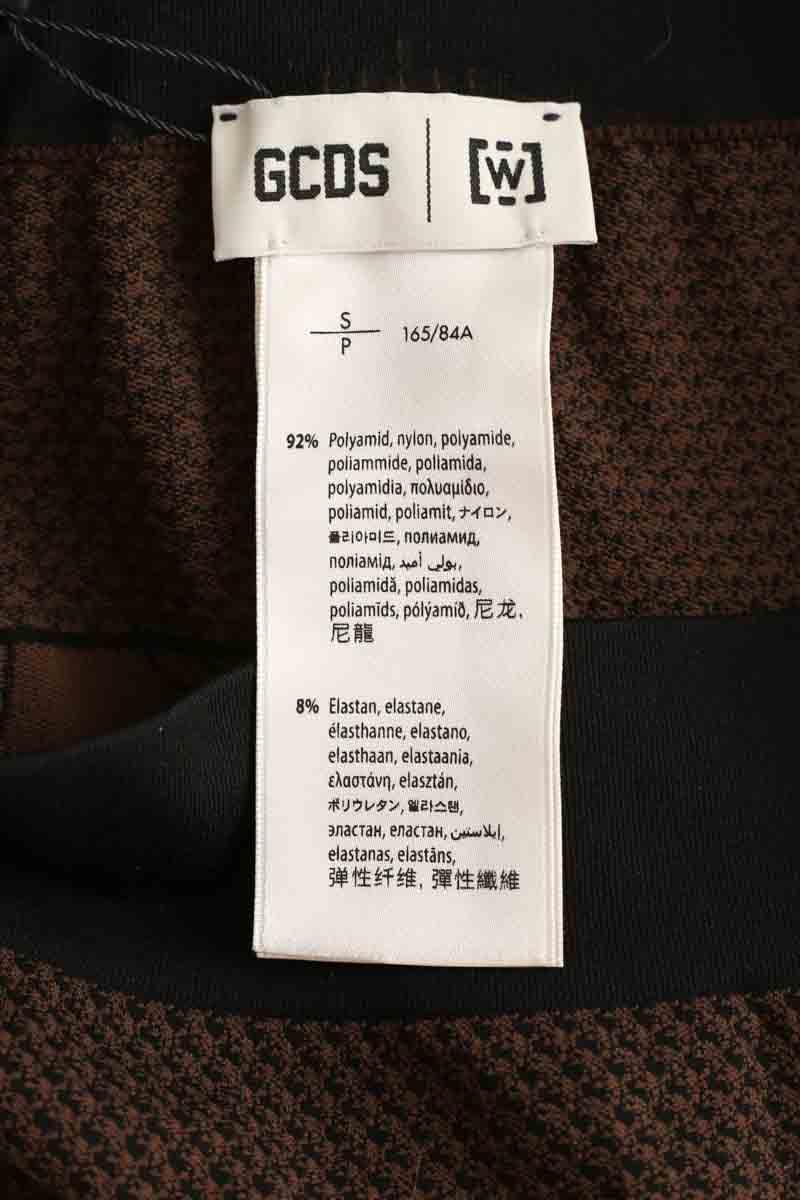 GCDS [W]
S
P
165/84A
92% Polyamid, nylon, polyamide,
poliammide, poliamida,
polyamidia, πολυαμίδιο,
poliamid, poliamit, ナイロン,
폴리아미드, полиамид,
поліамід, بولي أميد,
poliamidă, poliamidas,
poliamīds, pólýamíð, 尼龙,
尼龍
8% Elastan, elastane,
élasthanne, elastano,
elasthaan, elastaania,
ελαστάνη, elasztán,
ポリウレタン, 엘라스탄,
эластан, еластан, إيلاستين,
elastanas, elastāns,
弹性纤维, 彈性纖維